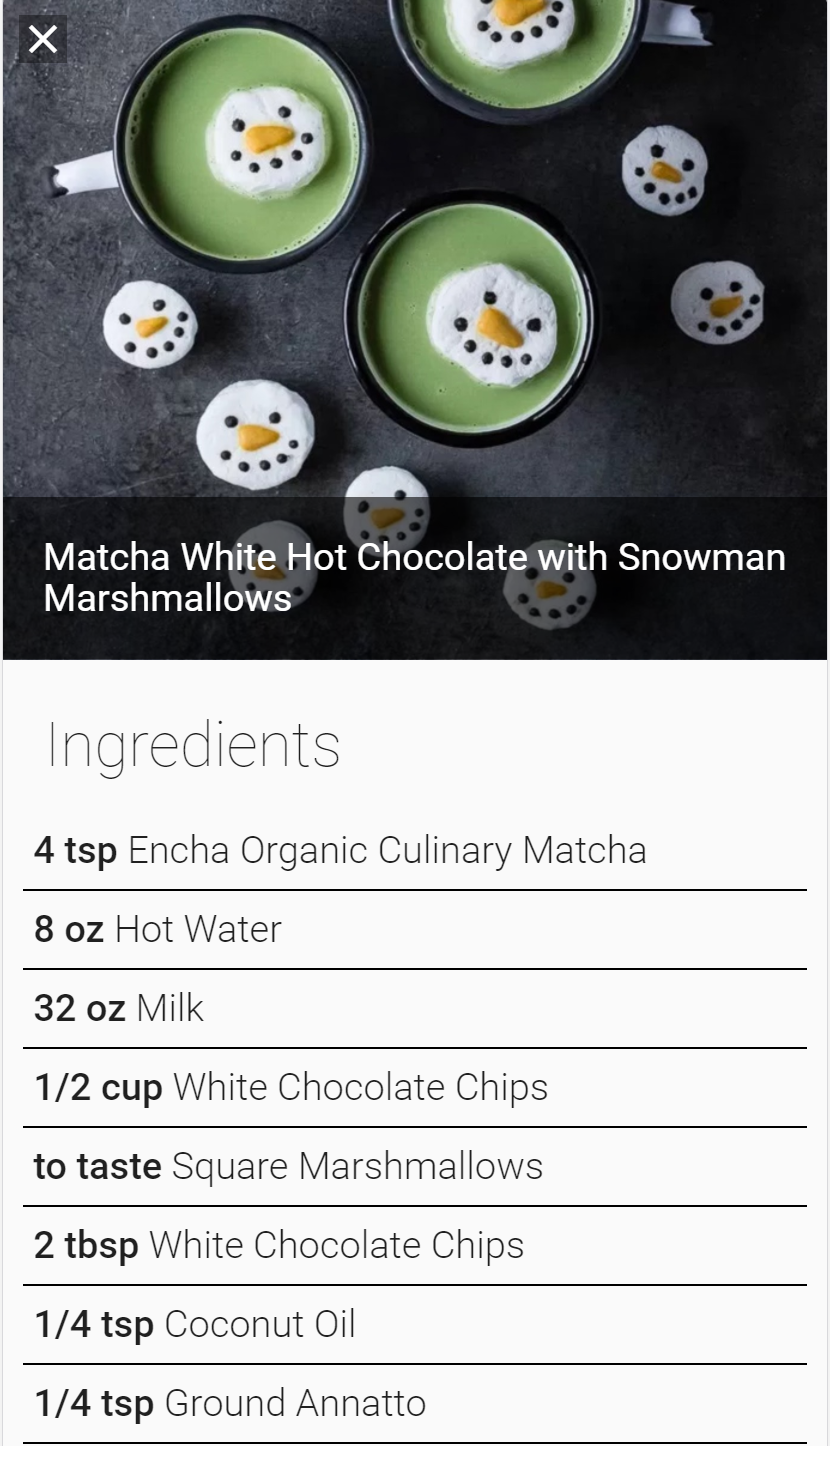 Matcha White Hot Chocolate with Snowman
Marshmallows
Ingredients
4 tsp Encha Organic Culinary Matcha
8 oz Hot Water
32 oz Milk
1/2 cup White Chocolate Chips
to taste Square Marshmallows
2 tbsp White Chocolate Chips
1/4 tsp Coconut Oil
1/4 tsp Ground Annatto